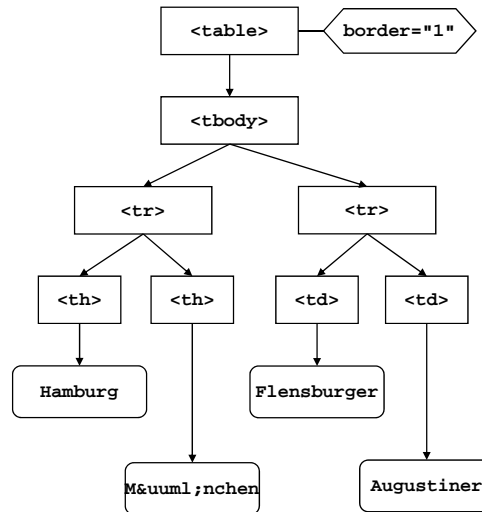 <table>
border="1"
<tbody>
<tr>
<tr>
<th>
<th>
<td>
<td>
Hamburg
Flensburger
M&uuml;nchen
Augustiner